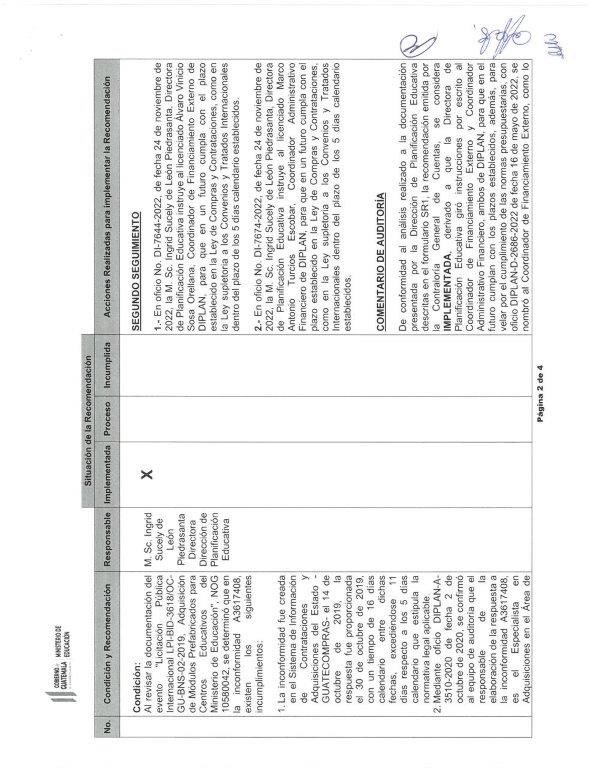 GOBIERNO de GUATEMALA
MINISTERIO DE EDUCACIÓN
No.
Condición y Recomendación
Responsable
Situación de la Recomendación
Implementada
Proceso
Incumplida
Acciones Realizadas para implementar la Recomendación
Condición:
Al revisar la documentación del
evento "Licitación Pública
Internacional LPI-BID-3618/OC-
GU-BNS-02-2019, Adquisición
de Módulos Prefabricados para
Centros Educativos del
Ministerio de Educación", NOG
10580042, se determinó que en
la inconformidad A3617408,
existen los siguientes
incumplimientos:
1. La inconformidad fue creada
en el Sistema de Información
de Contrataciones y
Adquisiciones del Estado -
GUATECOMPRAS- el 14 de
octubre de 2019, la
respuesta fue proporcionada
el 30 de octubre de 2019,
con un tiempo de 16 días
calendario entre dichas
fechas, excediéndose 11
días respecto a los 5 días
calendario que estipula la
normativa legal aplicable.
2. Mediante oficio DIPLAN-A-
3510-2020 de fecha 2 de
octubre de 2020, se confirmó
al equipo de auditoría que el
responsable de la
elaboración de la respuesta a
la inconformidad A3617408,
es el Especialista en
Adquisiciones en el Área de
M. Sc. Ingrid
Sucely de
León
Piedrasanta
Directora
Dirección de
Planificación
Educativa
X
SEGUNDO SEGUIMIENTO
1.- En oficio No. DI-7644-2022, de fecha 24 de noviembre de
2022, la M. Sc. Ingrid Sucely de León Piedrasanta, Directora
de Planificación Educativa instruye al licenciado Álvaro Vinicio
Sosa Orellana, Coordinador de Financiamiento Externo de
DIPLAN, para que en un futuro cumpla con el plazo
establecido en la Ley de Compras y Contrataciones, como en
la Ley supletoria a los Convenios y Tratados Internacionales
dentro del plazo de los 5 días calendario establecidos.
2.- En oficio No. DI-7674-2022, de fecha 24 de noviembre de
2022, la M. Sc. Ingrid Sucely de León Piedrasanta, Directora
de Planificación Educativa instruye al licenciado Marco
Antonio Turcios Escobar, Coordinador Administrativo
Financiero de DIPLAN, para que en un futuro cumpla con el
plazo establecido en la Ley de Compras y Contrataciones,
como en la Ley supletoria a los Convenios y Tratados
Internacionales dentro del plazo de los 5 días calendario
establecidos.
COMENTARIO DE AUDITORÍA
De conformidad al análisis realizado a la documentación
presentada por la Dirección de Planificación Educativa
descritas en el formulario SR1, la recomendación emitida por
la Contraloría General de Cuentas, se considera
IMPLEMENTADA, derivado a que la Directora de
Planificación Educativa giró instrucciones por escrito al
Coordinador de Financiamiento Externo y Coordinador
Administrativo Financiero, ambos de DIPLAN, para que en el
futuro cumplan con los plazos establecidos, además, para
velar por el cumplimiento de las normas presupuestarias, con
oficio DIPLAN-D-2686-2022 de fecha 16 de mayo de 2022, se
nombró al Coordinador de Financiamiento Externo, como lo
Página 2 de 4